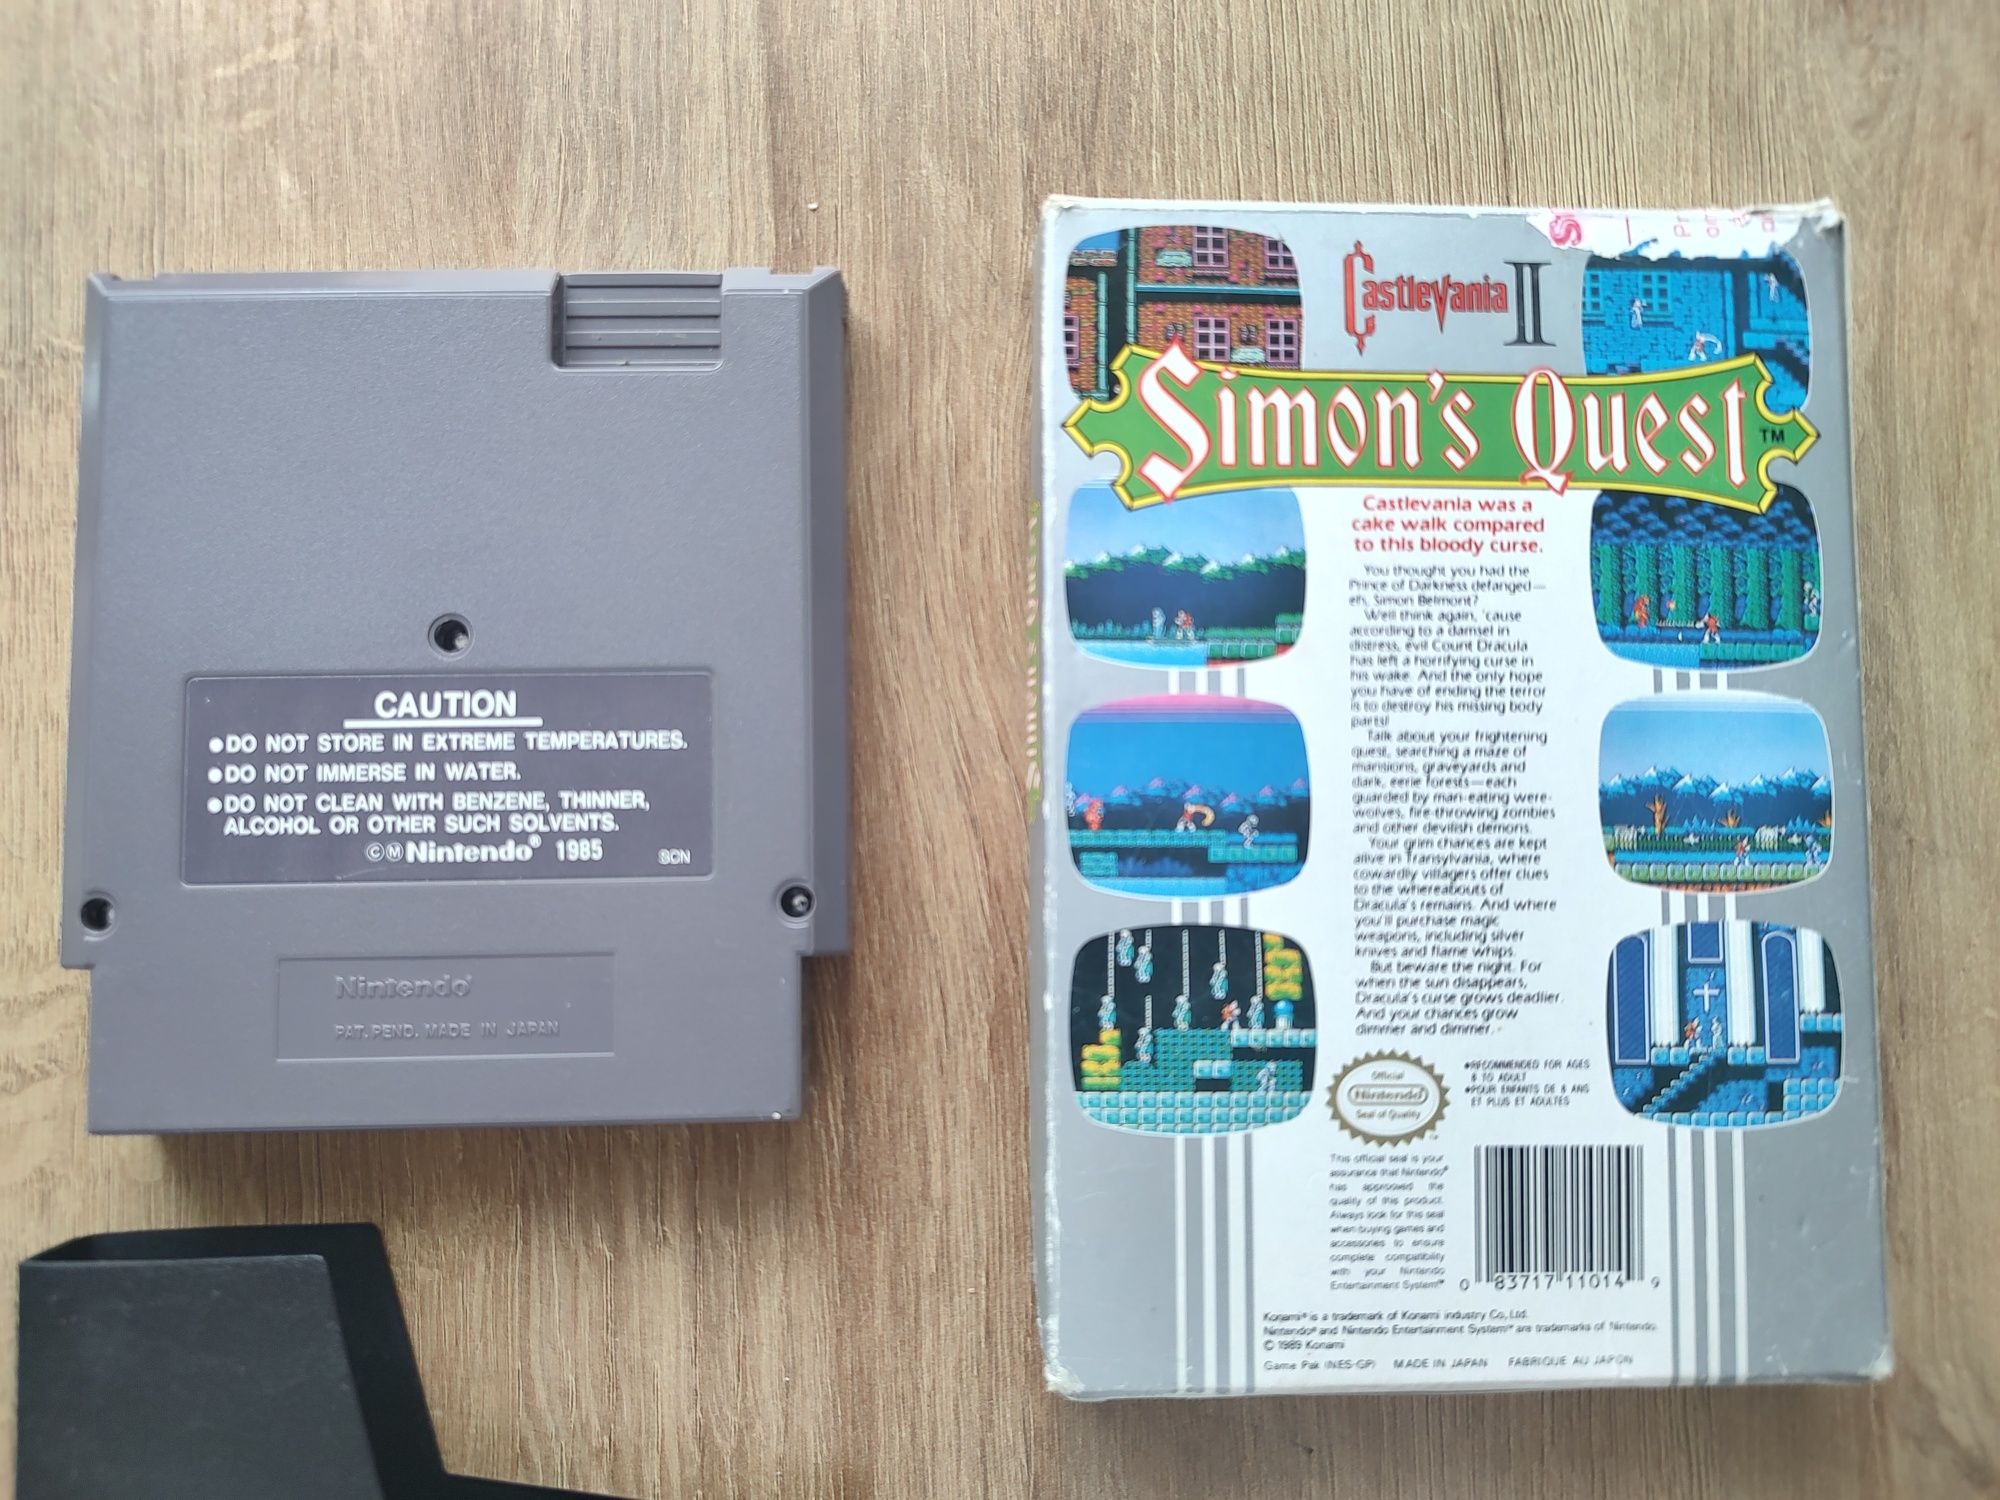 CAUTION
●DO NOT STORE IN EXTREME TEMPERATURES.
●DO NOT IMMERSE IN WATER.
●DO NOT CLEAN WITH BENZENE, THINNER,
ALCOHOL OR OTHER SUCH SOLVENTS.
©Ⓜ Nintendo® 1985
SCN
Nintendo®
PAT. PEND. MADE IN JAPAN
Castlevania II
Simon's Quest™
Castlevania was a
cake walk compared
to this bloody curse.
You thought you had the
Prince of Darkness defanged—
eh, Simon Belmont?
Well think again, 'cause
according to a damsel in
distress, evil Count Dracula
has left a horrifying curse in
his wake. And the only hope
you have of ending the terror
is to destroy his missing body
parts!
Talk about your frightening
quest, searching a maze of
mansions, graveyards and
dark, eerie forests—each
guarded by man-eating were-
wolves, fire-throwing zombies
and other devilish demons.
Your grim chances are kept
alive in Transylvania, where
cowardly villagers offer clues
to the whereabouts of
Dracula's remains. And where
you'll purchase magic
weapons, including silver
knives and flame whips.
But beware the night. For
when the sun disappears,
Dracula's curse grows deadlier.
And your chances grow
dimmer and dimmer.
Official
Nintendo®
Seal of Quality
●RECOMMENDED FOR AGES
8 TO ADULT
●POUR ENFANTS DE 8 ANS
ET PLUS ET ADULTES
This official seal is your
assurance that Nintendo®
has approved the
quality of this product.
Always look for this seal
when buying games and
accessories to ensure
complete compatibility
with your Nintendo
Entertainment System™
0 83717 11014 9
Konami® is a trademark of Konami Industry Co., Ltd.
Nintendo® and Nintendo Entertainment System® are trademarks of Nintendo.
© 1989 Konami
Game Pak (NES-GP) MADE IN JAPAN FABRIQUE AU JAPON